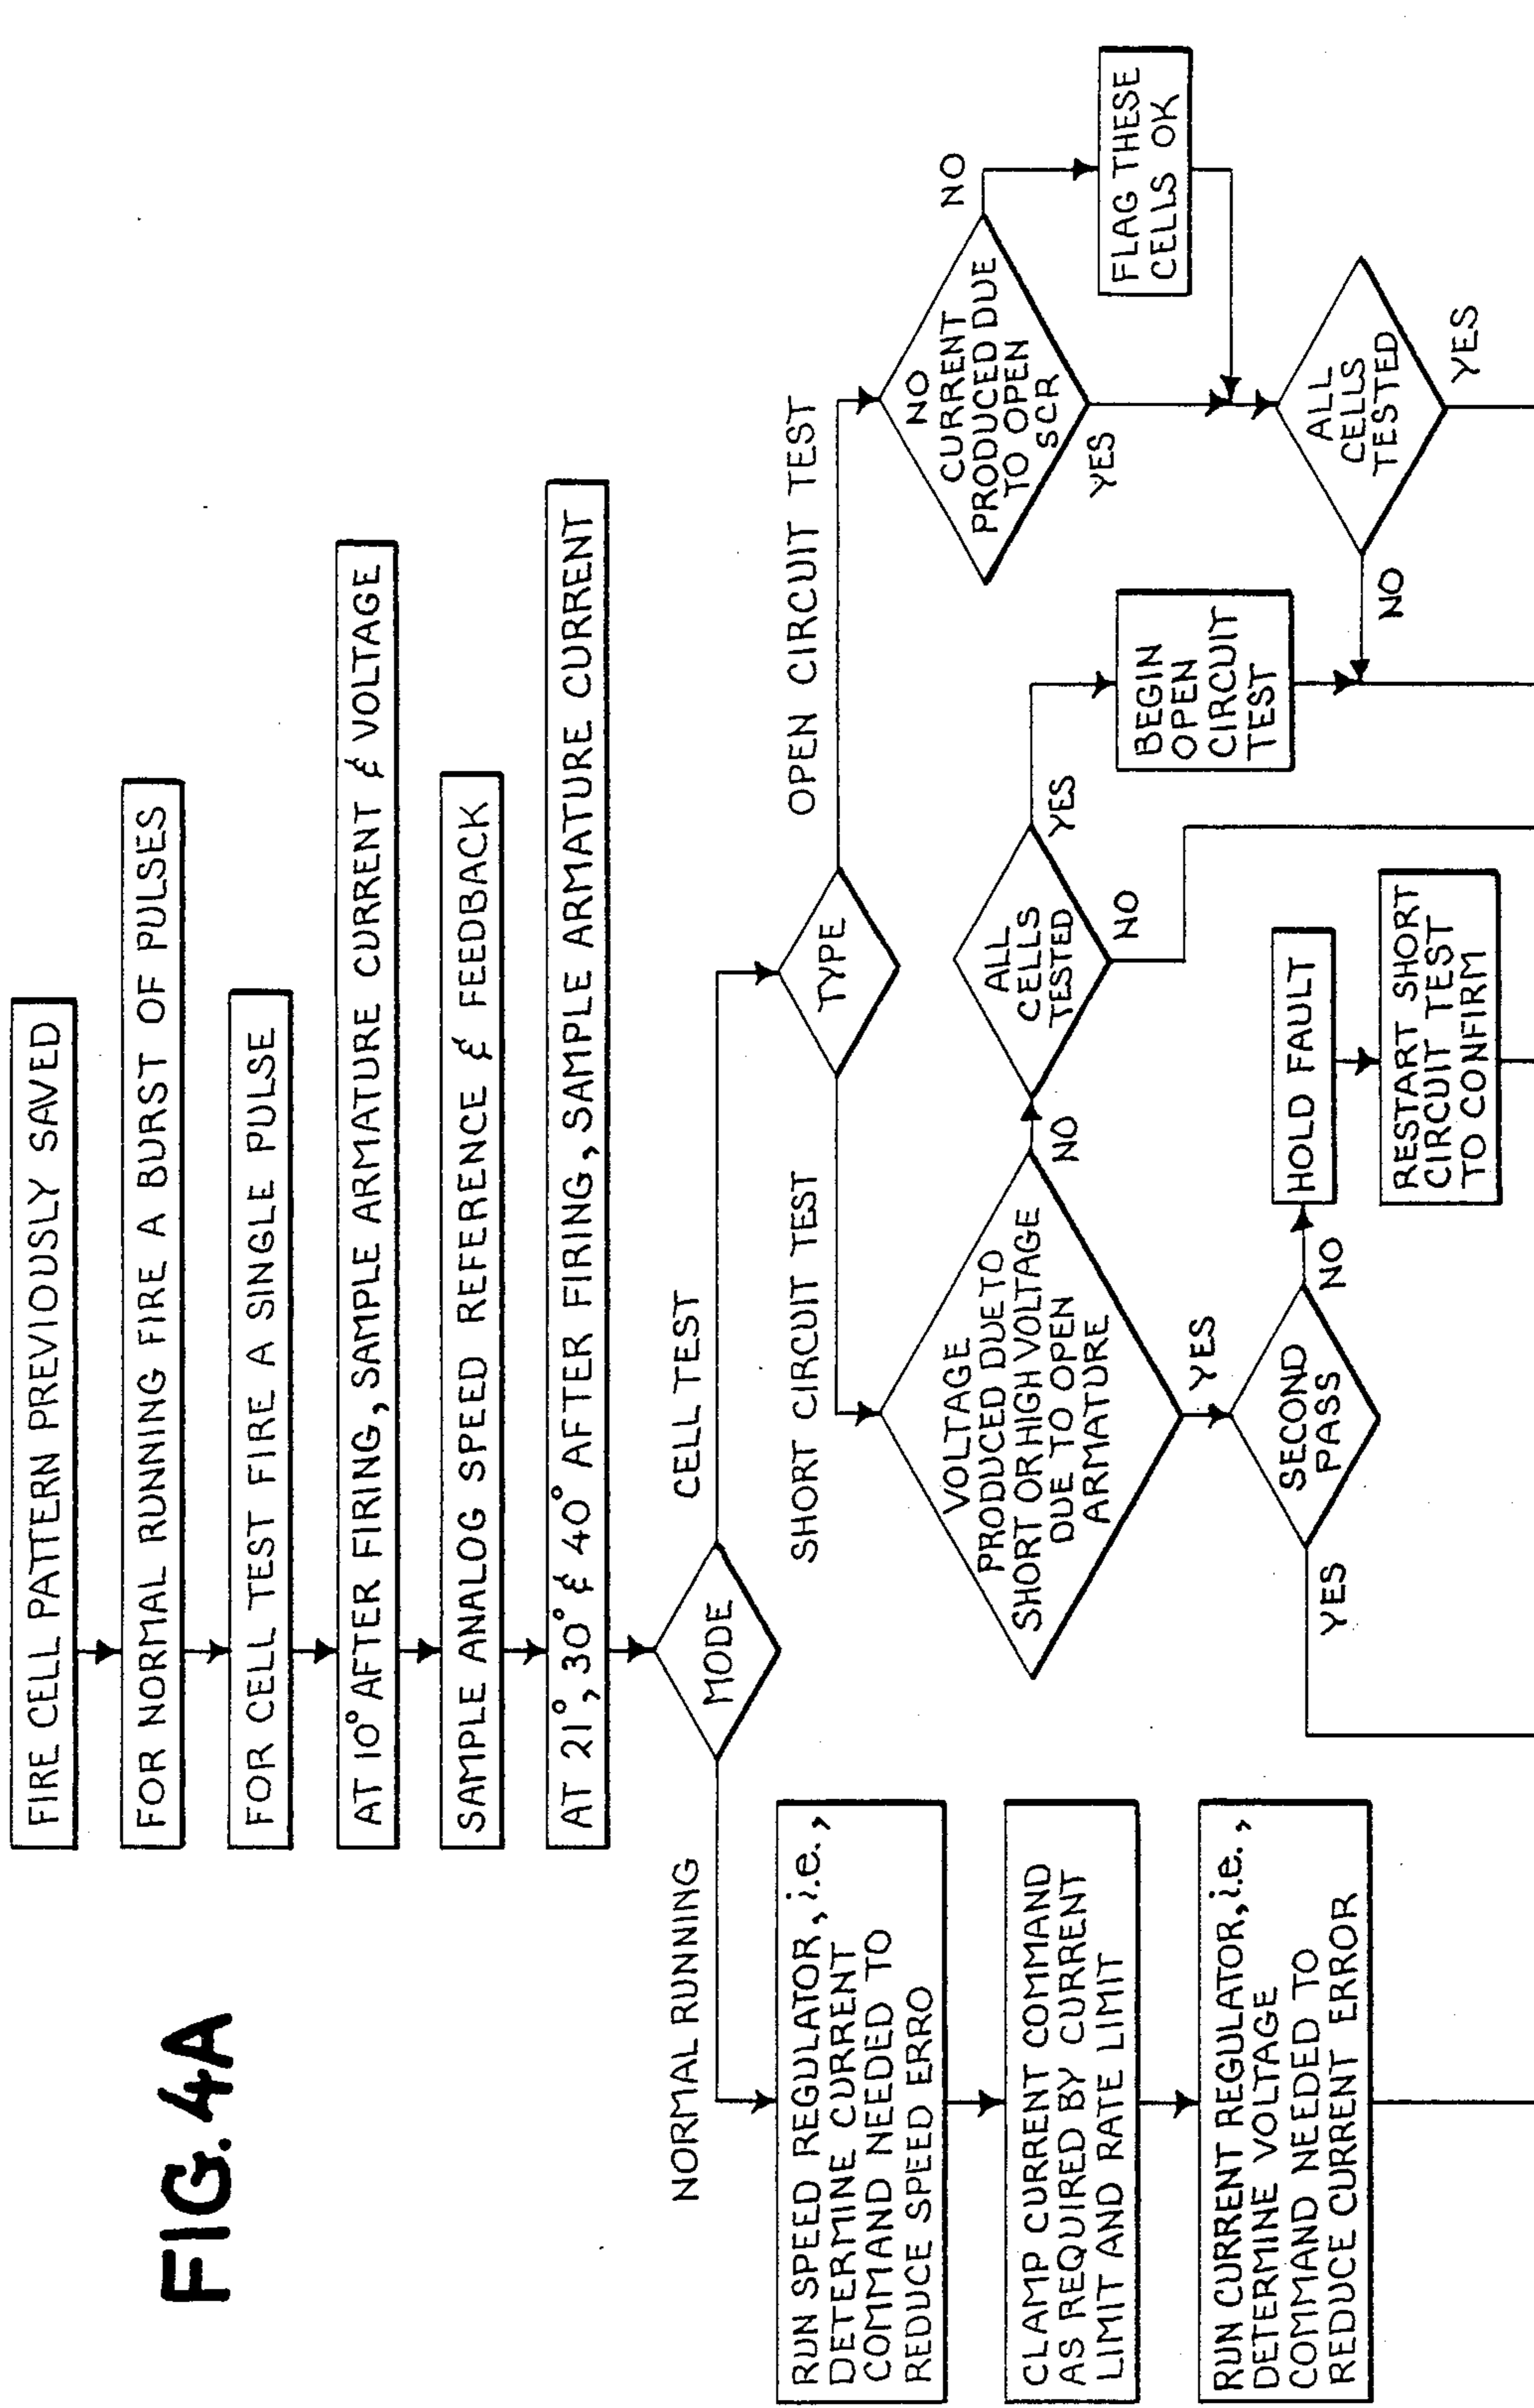 FIG. 4A
FIRE CELL PATTERN PREVIOUSLY SAVED
FOR NORMAL RUNNING FIRE A BURST OF PULSES
FOR CELL TEST FIRE A SINGLE PULSE
AT 10° AFTER FIRING, SAMPLE ARMATURE CURRENT & VOLTAGE
SAMPLE ANALOG SPEED REFERENCE & FEEDBACK
AT 21°, 30° & 40° AFTER FIRING, SAMPLE ARMATURE CURRENT
MODE
NORMAL RUNNING
CELL TEST
RUN SPEED REGULATOR, i.e.,
DETERMINE CURRENT
COMMAND NEEDED TO
REDUCE SPEED ERRO
CLAMP CURRENT COMMAND
AS REQUIRED BY CURRENT
LIMIT AND RATE LIMIT
RUN CURRENT REGULATOR, i.e.,
DETERMINE VOLTAGE
COMMAND NEEDED TO
REDUCE CURRENT ERROR
TYPE
SHORT CIRCUIT TEST
OPEN CIRCUIT TEST
VOLTAGE
PRODUCED DUE TO
SHORT OR HIGH VOLTAGE
DUE TO OPEN
ARMATURE
NO
YES
SECOND
PASS
YES
NO
HOLD FAULT
RESTART SHORT
CIRCUIT TEST
TO CONFIRM
ALL
CELLS
TESTED
YES
NO
BEGIN
OPEN
CIRCUIT
TEST
NO
CURRENT
PRODUCED DUE
TO OPEN
SCR
NO
YES
FLAG THESE
CELLS OK
ALL
CELLS
TESTED
NO
YES